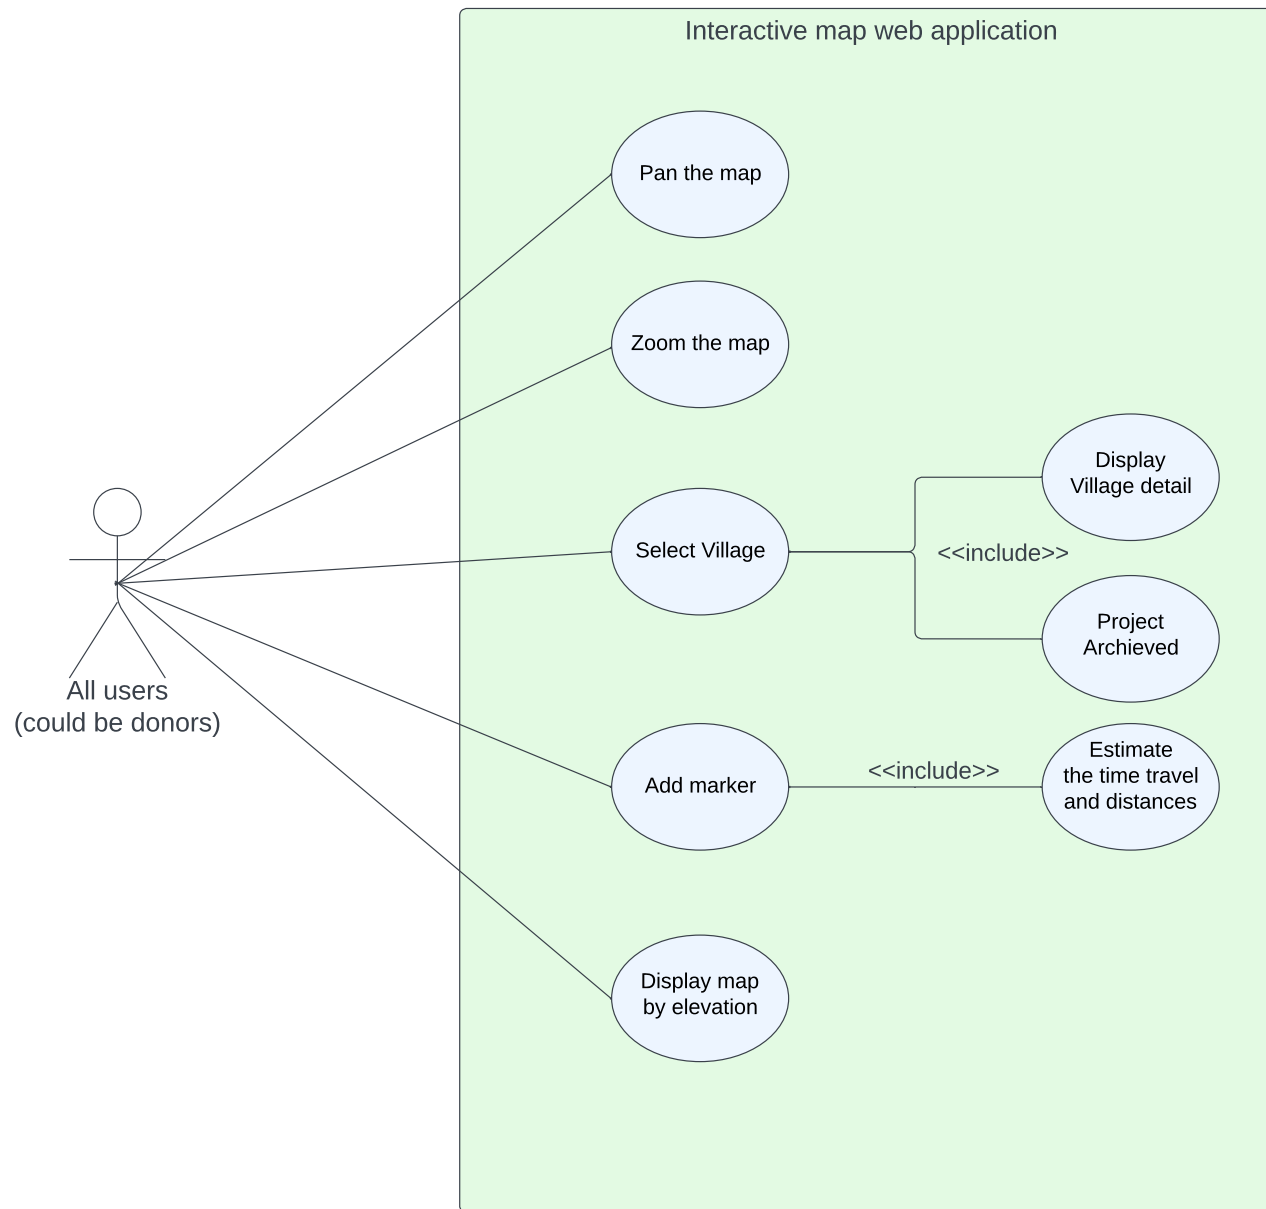 Interactive map web application
Pan the map
Zoom the map
Display
Village detail
Select Village
<<include>>
Project
Archieved
All users
(could be donors)
Add marker
<<include>>
Estimate
the time travel
and distances
Display map
by elevation